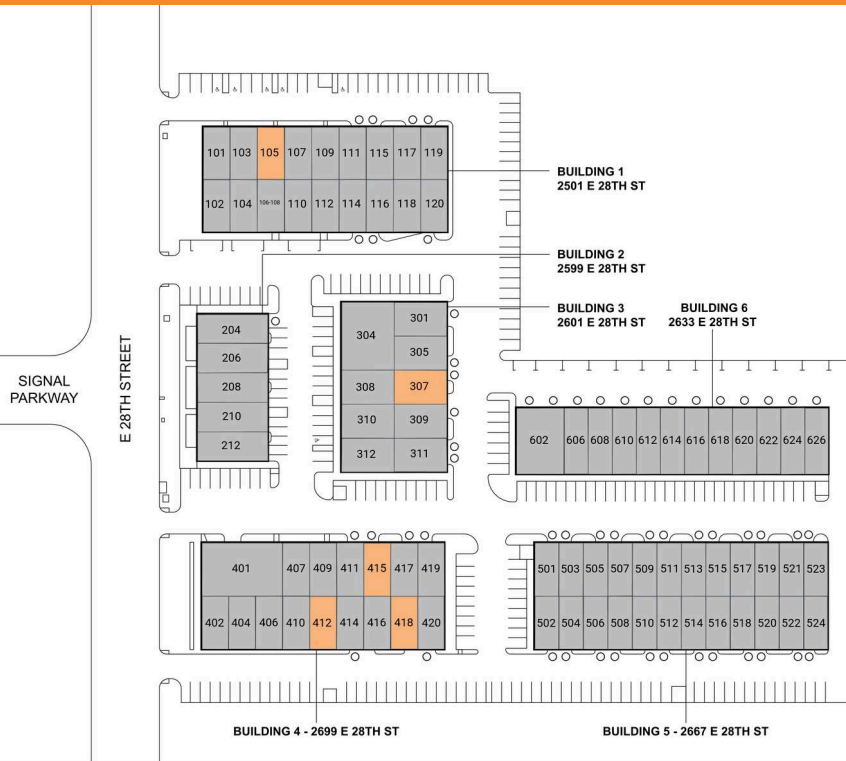 101 103 105 107 109 111 115 117 119
102 104 106-108 110 112 114 116 118 120
BUILDING 1
2501 E 28TH ST
BUILDING 2
2599 E 28TH ST
BUILDING 3
2601 E 28TH ST
BUILDING 6
2633 E 28TH ST
204
206
208
210
212
301
304
305
308 307
310 309
312 311
SIGNAL
PARKWAY
E 28TH STREET
602 606 608 610 612 614 616 618 620 622 624 626
401 407 409 411 415 417 419
402 404 406 410 412 414 416 418 420
501 503 505 507 509 511 513 515 517 519 521 523
502 504 506 508 510 512 514 516 518 520 522 524
BUILDING 4 - 2699 E 28TH ST
BUILDING 5 - 2667 E 28TH ST